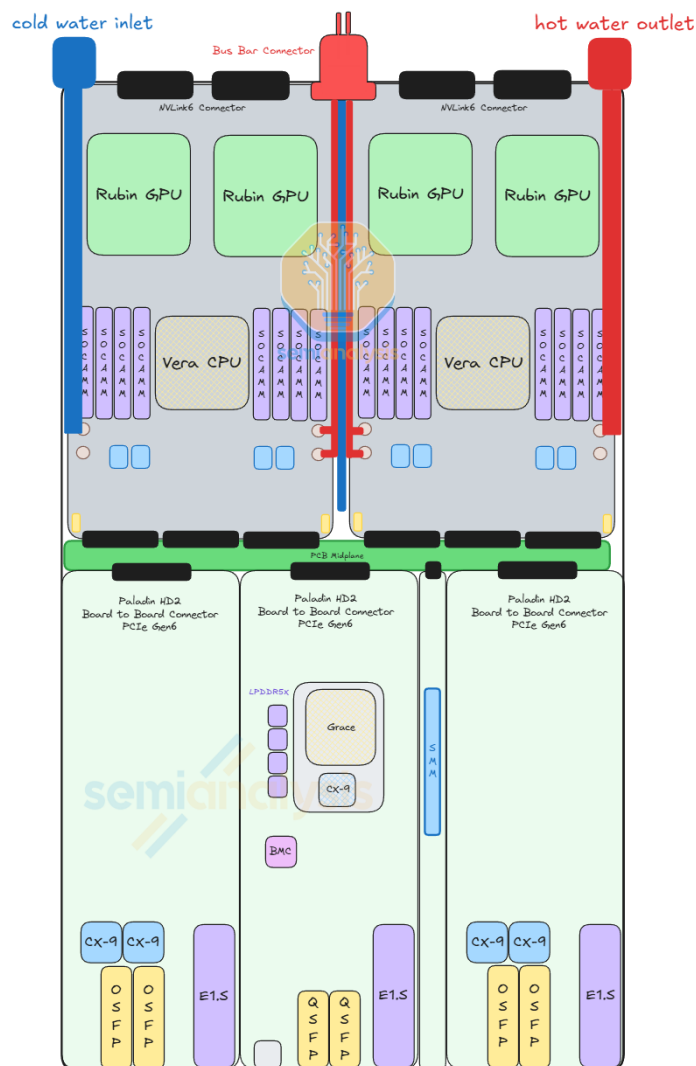 cold water inlet
hot water outlet
Bus Bar Connector
NVLink6 Connector
NVLink6 Connector
Rubin GPU
Rubin GPU
Rubin GPU
Rubin GPU
SOCAMM
SOCAMM
SOCAMM
SOCAMM
Vera CPU
SOCAMM
SOCAMM
SOCAMM
SOCAMM
SOCAMM
SOCAMM
SOCAMM
SOCAMM
Vera CPU
SOCAMM
SOCAMM
SOCAMM
SOCAMM
semianalysis
PCB Midplane
Paladin HD2
Board to Board Connector
PCIe Gen6
Paladin HD2
Board to Board Connector
PCIe Gen6
Paladin HD2
Board to Board Connector
PCIe Gen6
LPDDR5X
Grace
CX-9
SMM
semianalysis
BMC
CX-9
CX-9
OSFP
OSFP
E1.S
QSFP
QSFP
E1.S
CX-9
CX-9
OSFP
OSFP
E1.S